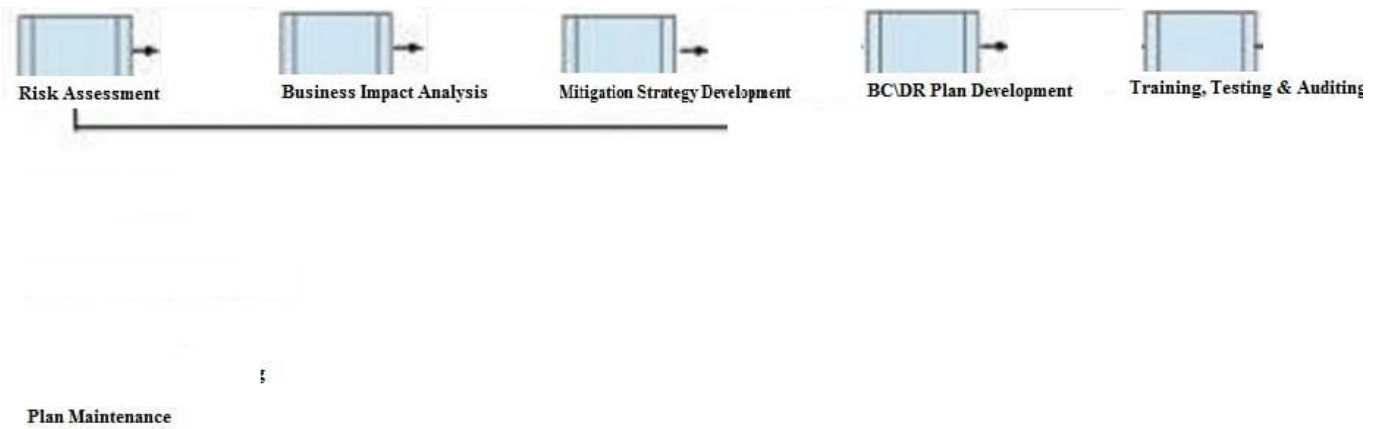 Risk Assessment
Business Impact Analysis
Mitigation Strategy Development
BC\DR Plan Development
Training, Testing & Auditing
g
Plan Maintenance